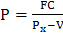 P = FC / (Pₓ−V)